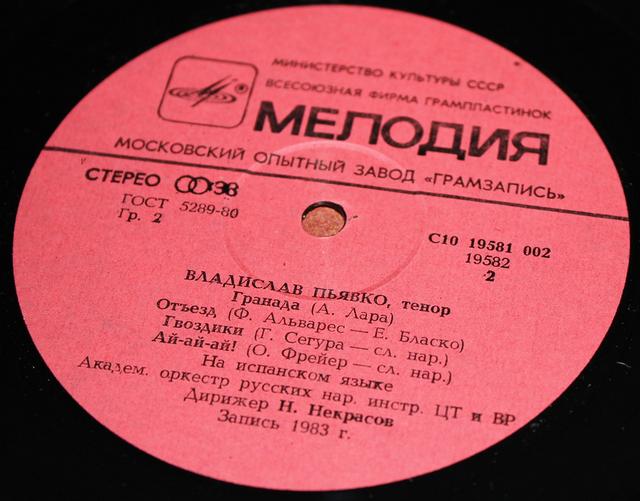 МИНИСТЕРСТВО КУЛЬТУРЫ СССР
ВСЕСОЮЗНАЯ ФИРМА ГРАМПЛАСТИНОК
МЕЛОДИЯ
МОСКОВСКИЙ ОПЫТНЫЙ ЗАВОД «ГРАМЗАПИСЬ»
СТЕРЕО 33
ГОСТ 5289-80
Гр. 2
С10 19581 002
19582
2
ВЛАДИСЛАВ ПЬЯВКО, тенор
Гранада (А. Лара)
Отъезд (Ф. Альварес — Е. Бласко)
Гвоздики (Г. Сегура — сл. нар.)
Ай-ай-ай! (О. Фрейер — сл. нар.)
На испанском языке
Академ. оркестр русских нар. инстр. ЦТ и ВР
Дирижер Н. Некрасов
Запись 1983 г.